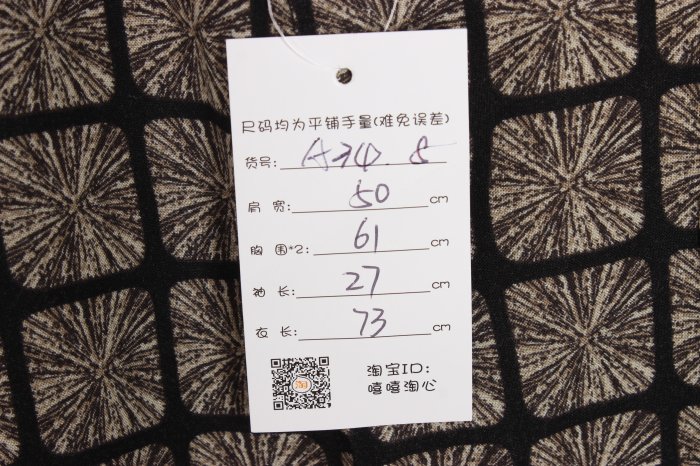 尺码均为平铺手量(难免误差)
货号: A34D. 8
肩 宽: 50 cm
胸 围*2: 61 cm
袖 长: 27 cm
衣 长: 73 cm
淘
淘宝ID:
嘻嘻淘心